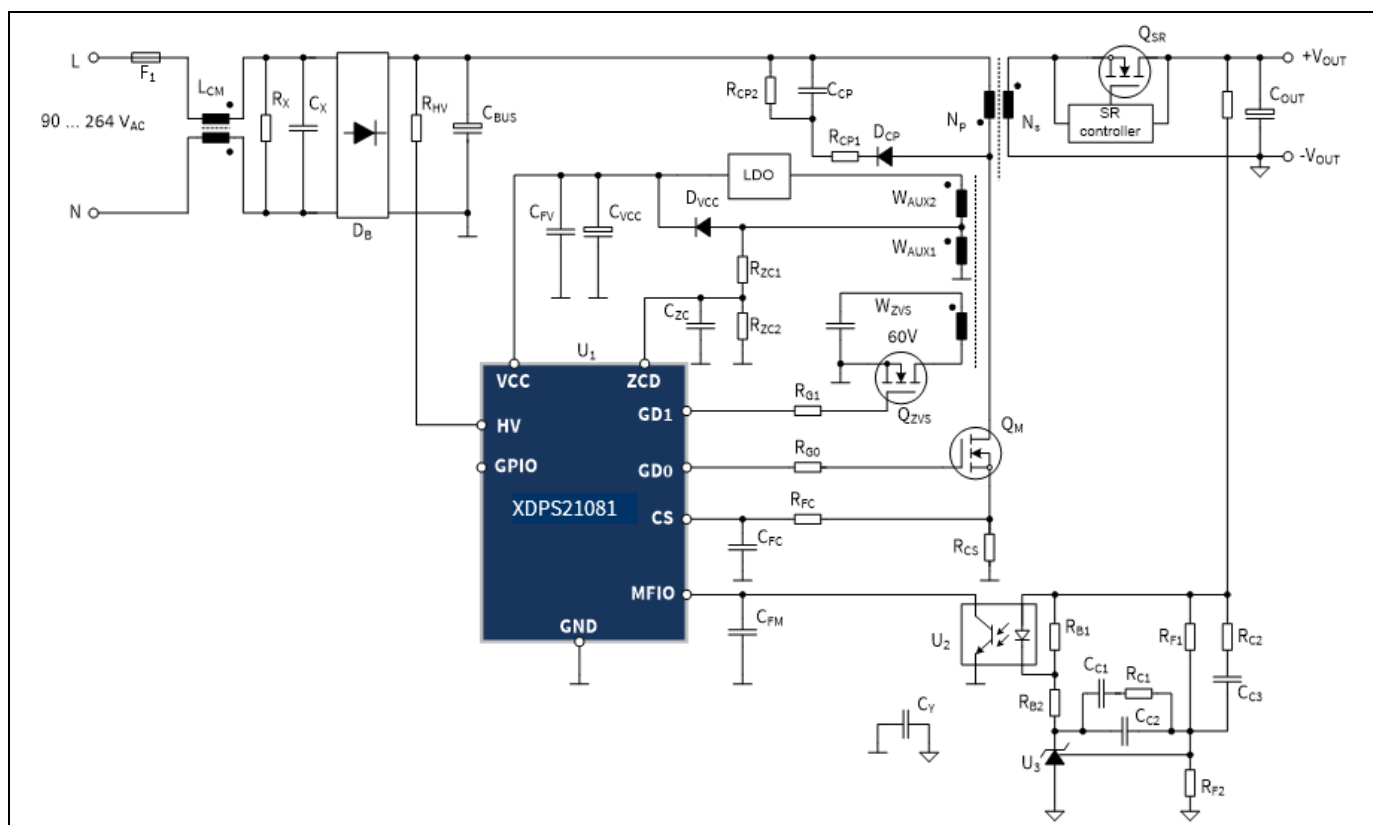 L
F1
LCM
90 ... 264 VAC
N
RX
CX
DB
RHV
CBUS
RCP2
CCP
RCP1
DCP
Np
Ns
QSR
SR
controller
+VOUT
COUT
-VOUT
LDO
CFV
CVCC
DVCC
WAUX2
WAUX1
RZC1
CZC
RZC2
WZVS
60V
QZVS
U1
VCC
ZCD
HV
GPIO
GD1
GD0
XDPS21081
CS
MFIO
GND
RG1
RG0
QM
RFC
CFC
RCS
CFM
U2
RB1
RB2
CC1
RC1
CC2
RF1
RC2
CC3
CY
U3
RF2